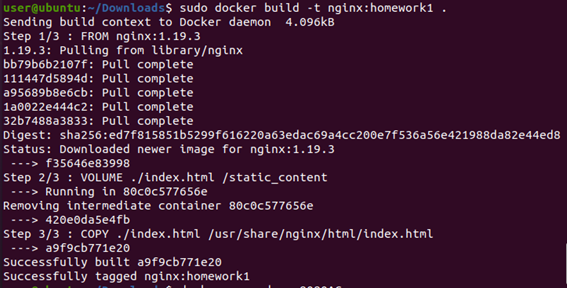 user@ubuntu:~/Downloads$ sudo docker build -t nginx:homework1 .
Sending build context to Docker daemon  4.096kB
Step 1/3 : FROM nginx:1.19.3
1.19.3: Pulling from library/nginx
bb79b6b2107f: Pull complete
111447d5894d: Pull complete
a95689b8e6cb: Pull complete
1a0022e444c2: Pull complete
32b7488a3833: Pull complete
Digest: sha256:ed7f815851b5299f616220a63edac69a4cc200e7f536a56e421988da82e44ed8
Status: Downloaded newer image for nginx:1.19.3
 ---> f35646e83998
Step 2/3 : VOLUME ./index.html /static_content
 ---> Running in 80c0c577656e
Removing intermediate container 80c0c577656e
 ---> 420e0da5e4fb
Step 3/3 : COPY ./index.html /usr/share/nginx/html/index.html
 ---> a9f9cb771e20
Successfully built a9f9cb771e20
Successfully tagged nginx:homework1